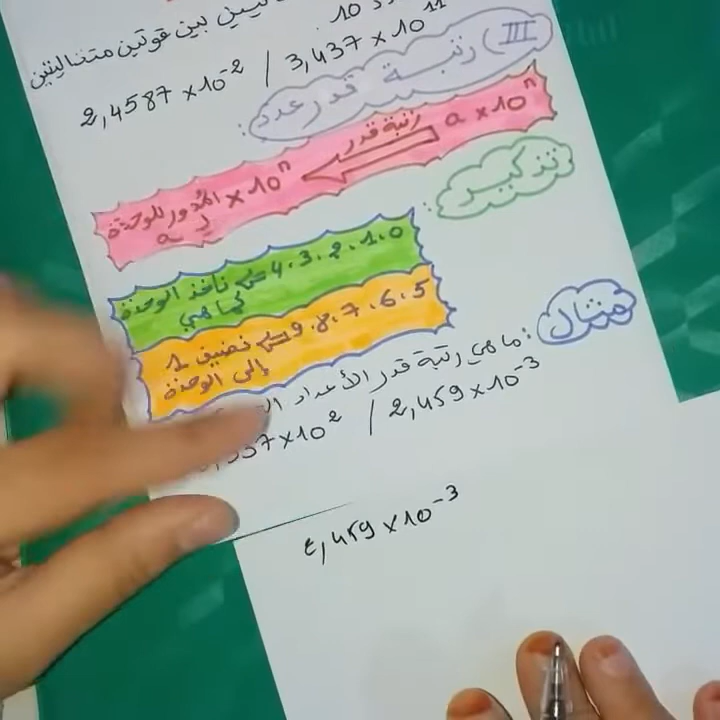 بين قوتين متتاليتين
2,4587 × 10⁻² / 3,437 × 10¹¹
III) رتبة قدر عدد :
a × 10ⁿ رتبة قدر المدور للوحدة × 10ⁿ
لـ a
تذكير :
0.1.2.3.4 ⇐ نأخذ الوحدة
كما هي
5.6.7.8.9 ⇐ نضيف 1
إلى الوحدة
مثال : ما هي رتبة قدر الأعداد
37×10² / 2,459×10⁻³
2,459×10⁻³